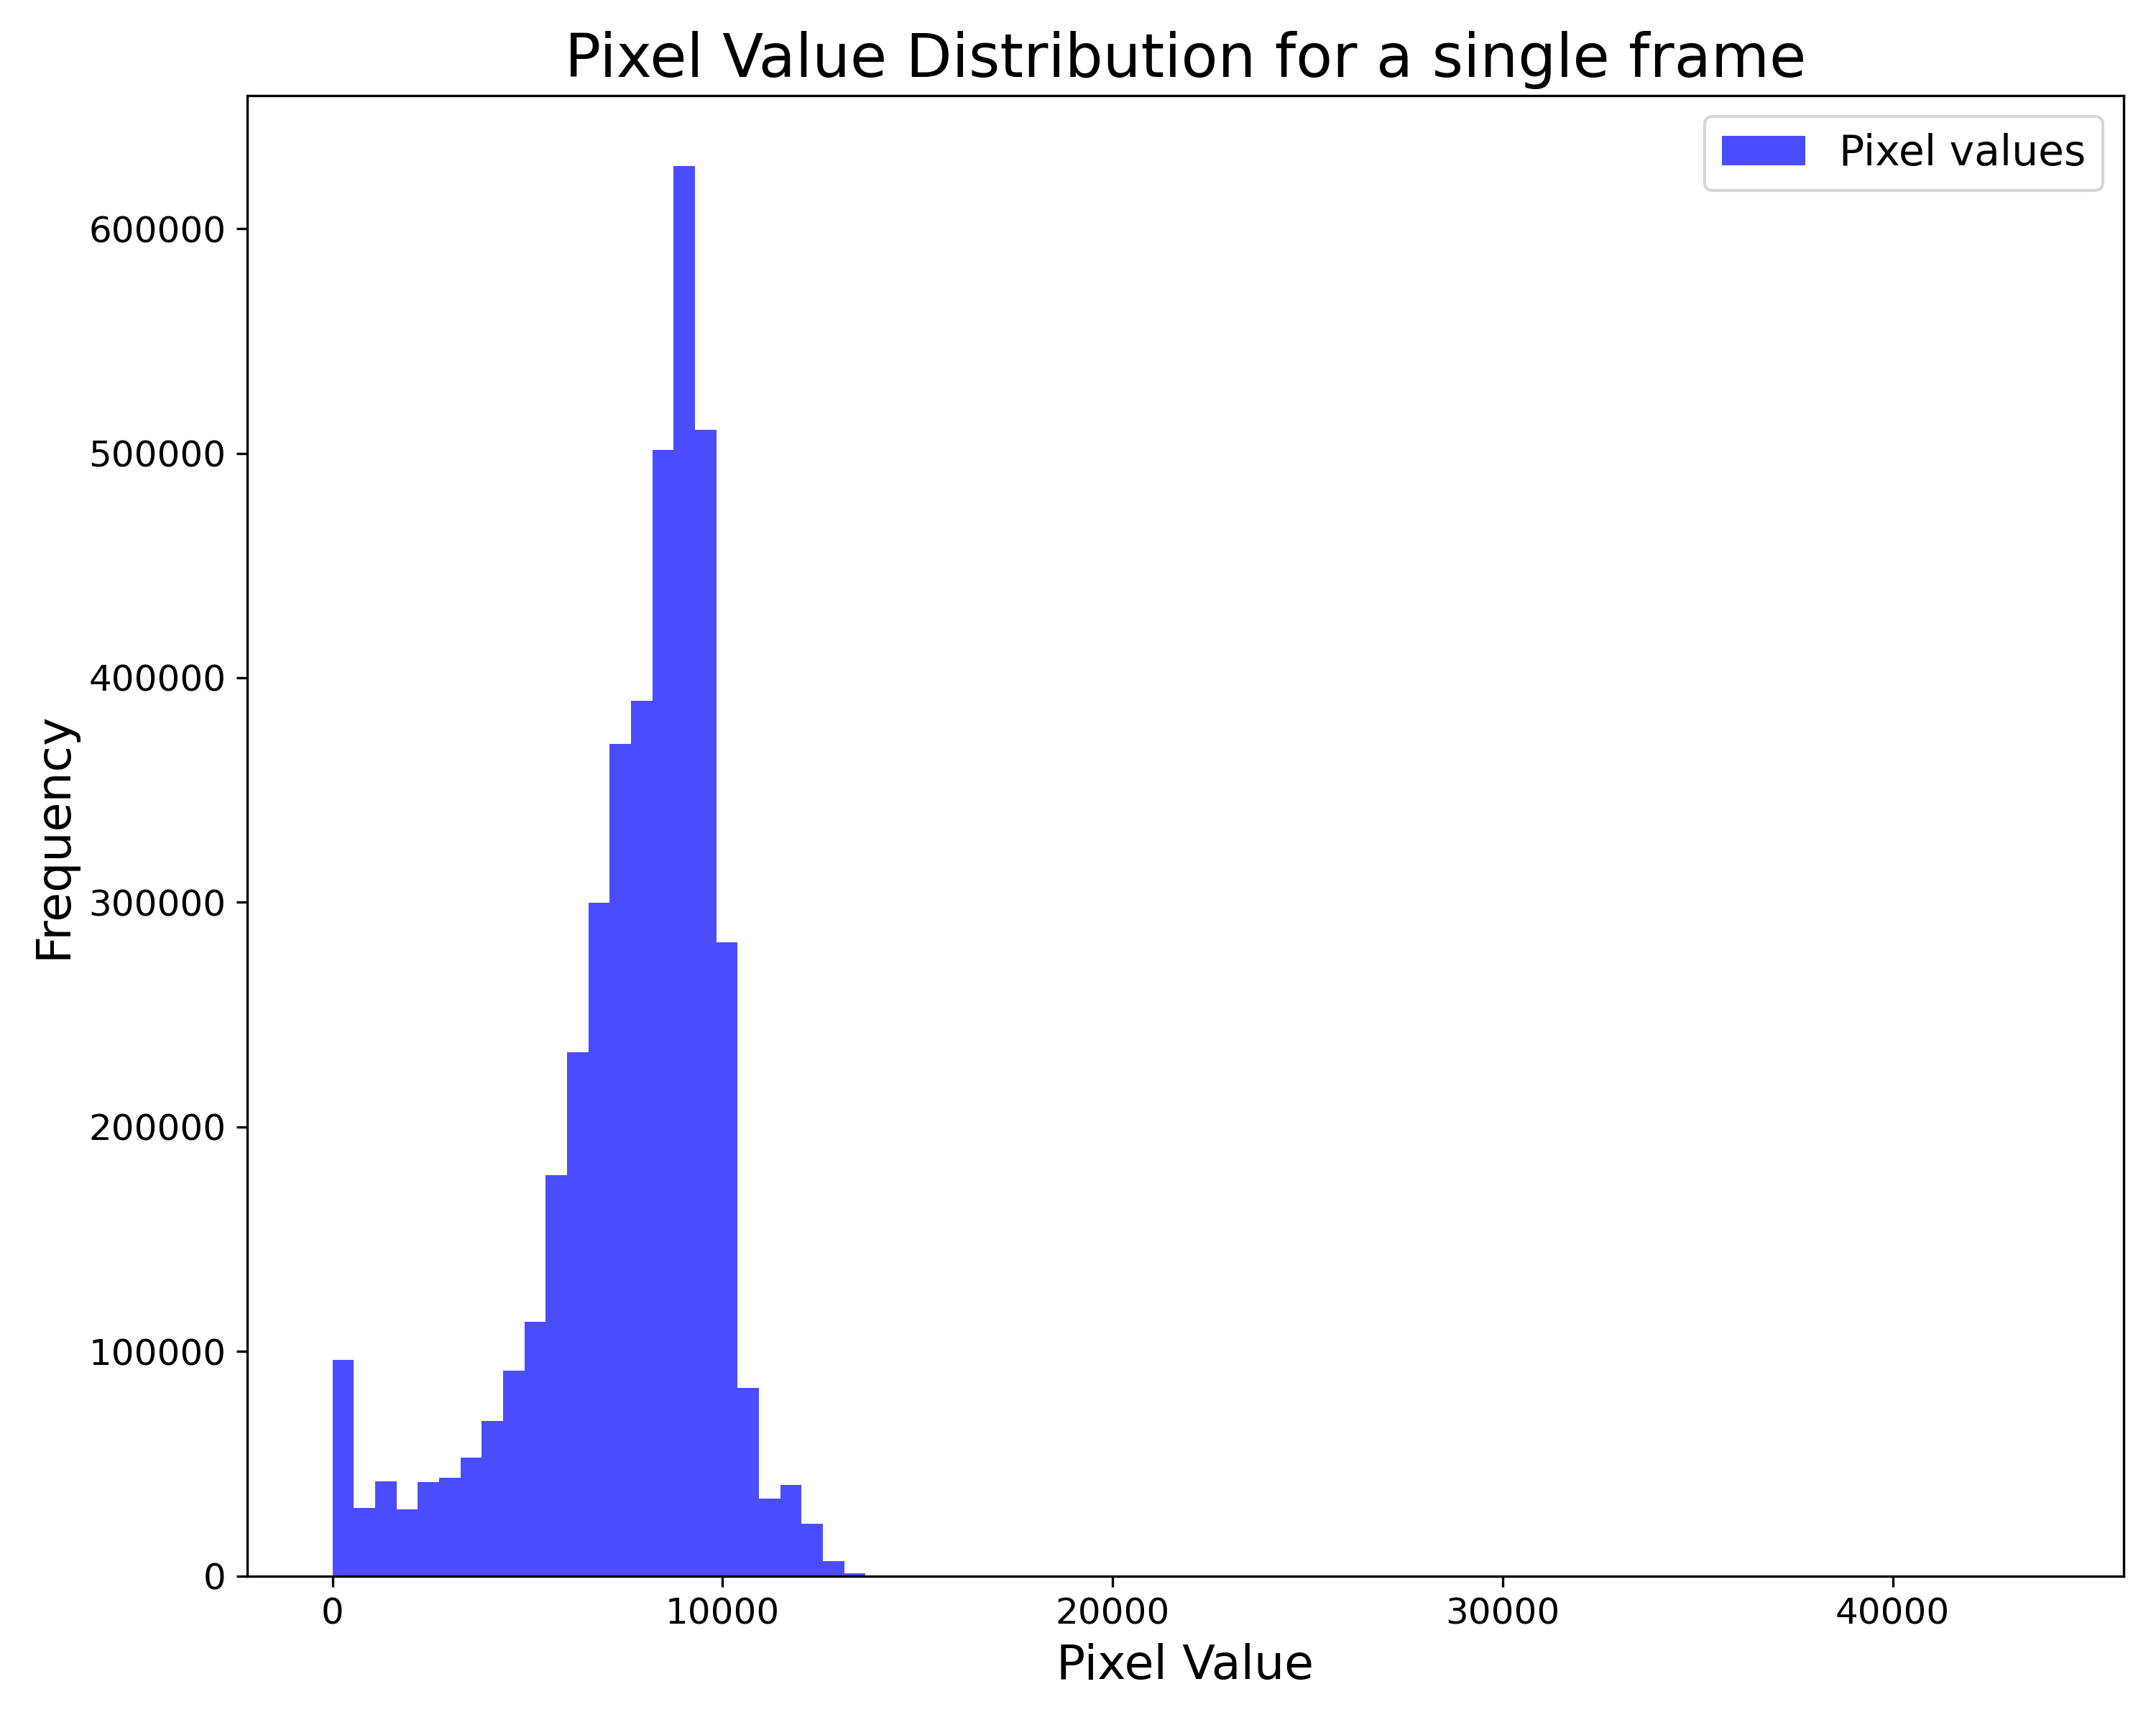 Pixel Value Distribution for a single frame
Pixel values
600000
500000
400000
300000
200000
100000
0
Frequency
0 10000 20000 30000 40000
Pixel Value